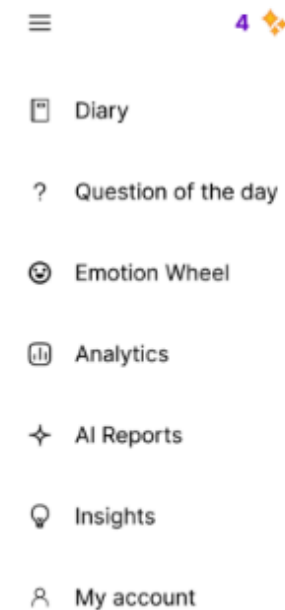 4
Diary
? Question of the day
Emotion Wheel
Analytics
AI Reports
Insights
My account